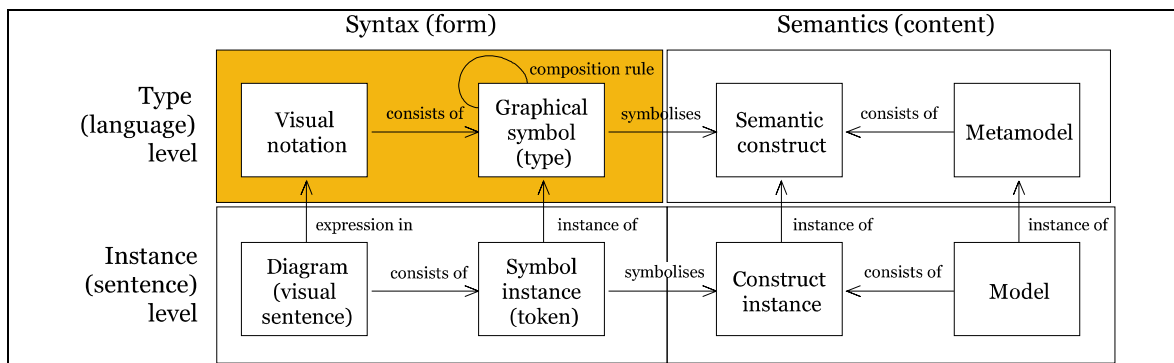 Syntax (form)
Semantics (content)
Type
(language)
level
Visual
notation
consists of
composition rule
Graphical
symbol
(type)
symbolises
Semantic
construct
consists of
Metamodel
expression in
instance of
instance of
instance of
Instance
(sentence)
level
Diagram
(visual
sentence)
consists of
Symbol
instance
(token)
symbolises
Construct
instance
consists of
Model